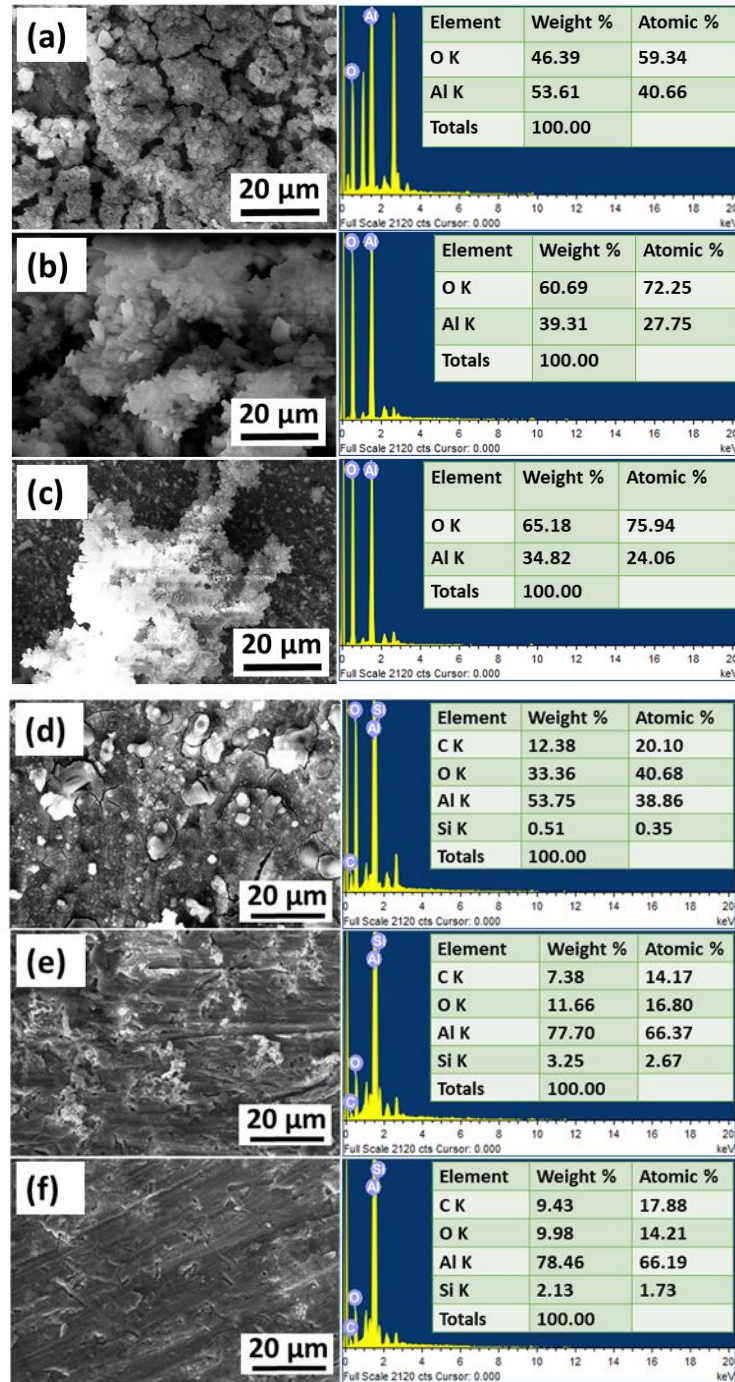 (a)
20 µm
O
Al
Element Weight % Atomic %
O K 46.39 59.34
Al K 53.61 40.66
Totals 100.00
0 2 4 6 8 10 12 14 16 18 20
Full Scale 2120 cts Cursor: 0.000 keV
(b)
20 µm
O Al
Element Weight % Atomic %
O K 60.69 72.25
Al K 39.31 27.75
Totals 100.00
0 2 4 6 8 10 12 14 16 18 20
Full Scale 2120 cts Cursor: 0.000 keV
(c)
20 µm
O Al
Element Weight % Atomic %
O K 65.18 75.94
Al K 34.82 24.06
Totals 100.00
0 2 4 6 8 10 12 14 16 18 20
Full Scale 2120 cts Cursor: 0.000 keV
(d)
20 µm
O Si
Al
C
Element Weight % Atomic %
C K 12.38 20.10
O K 33.36 40.68
Al K 53.75 38.86
Si K 0.51 0.35
Totals 100.00
0 2 4 6 8 10 12 14 16 18 20
Full Scale 2120 cts Cursor: 0.000 keV
(e)
20 µm
Si
Al
O
C
Element Weight % Atomic %
C K 7.38 14.17
O K 11.66 16.80
Al K 77.70 66.37
Si K 3.25 2.67
Totals 100.00
0 2 4 6 8 10 12 14 16 18 20
Full Scale 2120 cts Cursor: 0.000 keV
(f)
20 µm
Si
Al
O
C
Element Weight % Atomic %
C K 9.43 17.88
O K 9.98 14.21
Al K 78.46 66.19
Si K 2.13 1.73
Totals 100.00
0 2 4 6 8 10 12 14 16 18 20
Full Scale 2120 cts Cursor: 0.000 keV